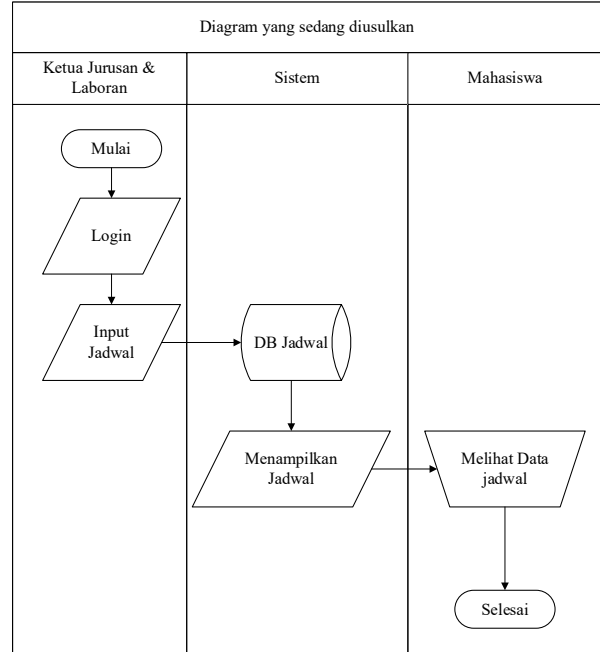 Diagram yang sedang diusulkan
Ketua Jurusan &
Laboran
Sistem
Mahasiswa
Mulai
Login
Input
Jadwal
DB Jadwal
Menampilkan
Jadwal
Melihat Data
jadwal
Selesai